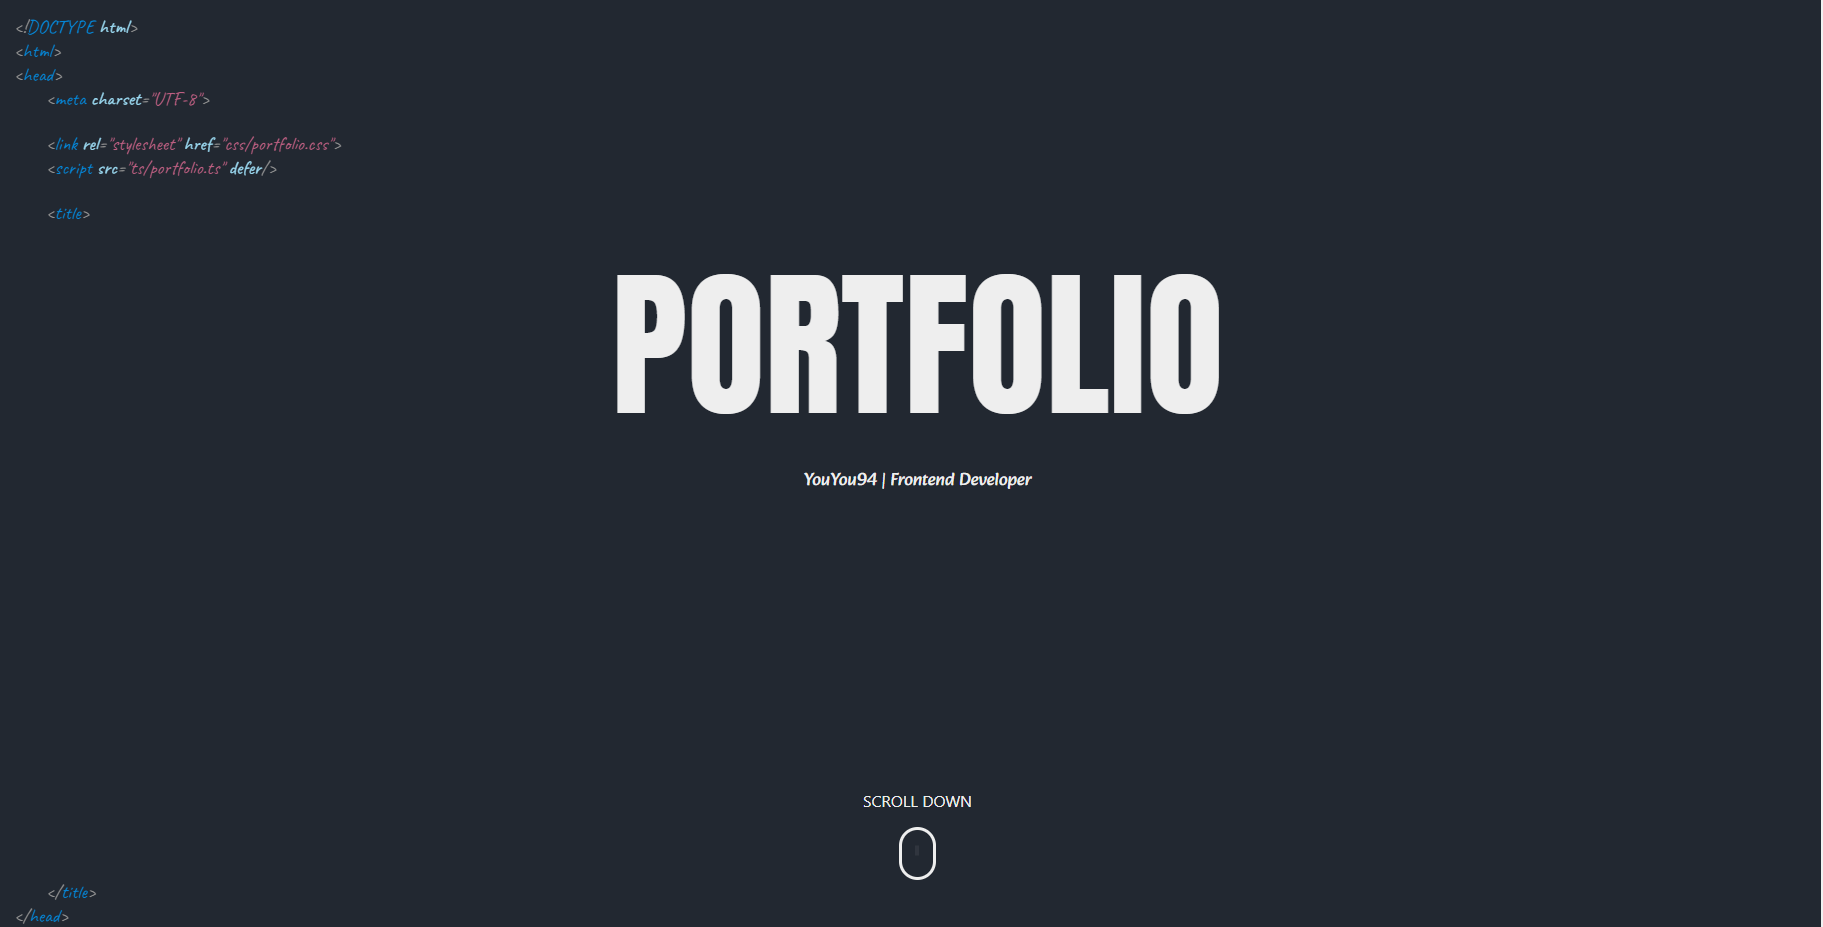 <!DOCTYPE html>
<html>
<head>
<meta charset="UTF-8">
<link rel="stylesheet" href="css/portfolio.css">
<script src="ts/portfolio.ts" defer/>
<title>
PORTFOLIO
YouYou94 | Frontend Developer
SCROLL DOWN
</title>
</head>